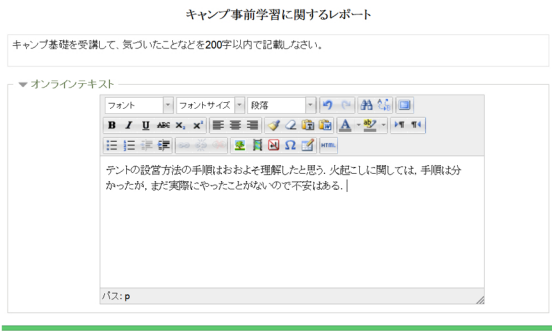 キャンプ事前学習に関するレポート
キャンプ基礎を受講して、気づいたことなどを200字以内で記載しなさい。
オンラインテキスト
フォント フォントサイズ 段落
B I U ABC X₂ X² A ab
Ω HTML
テントの設営方法の手順はおおよそ理解したと思う．火起こしに関しては，手順は分
かったが，まだ実際にやったことがないので不安はある．
パス: p